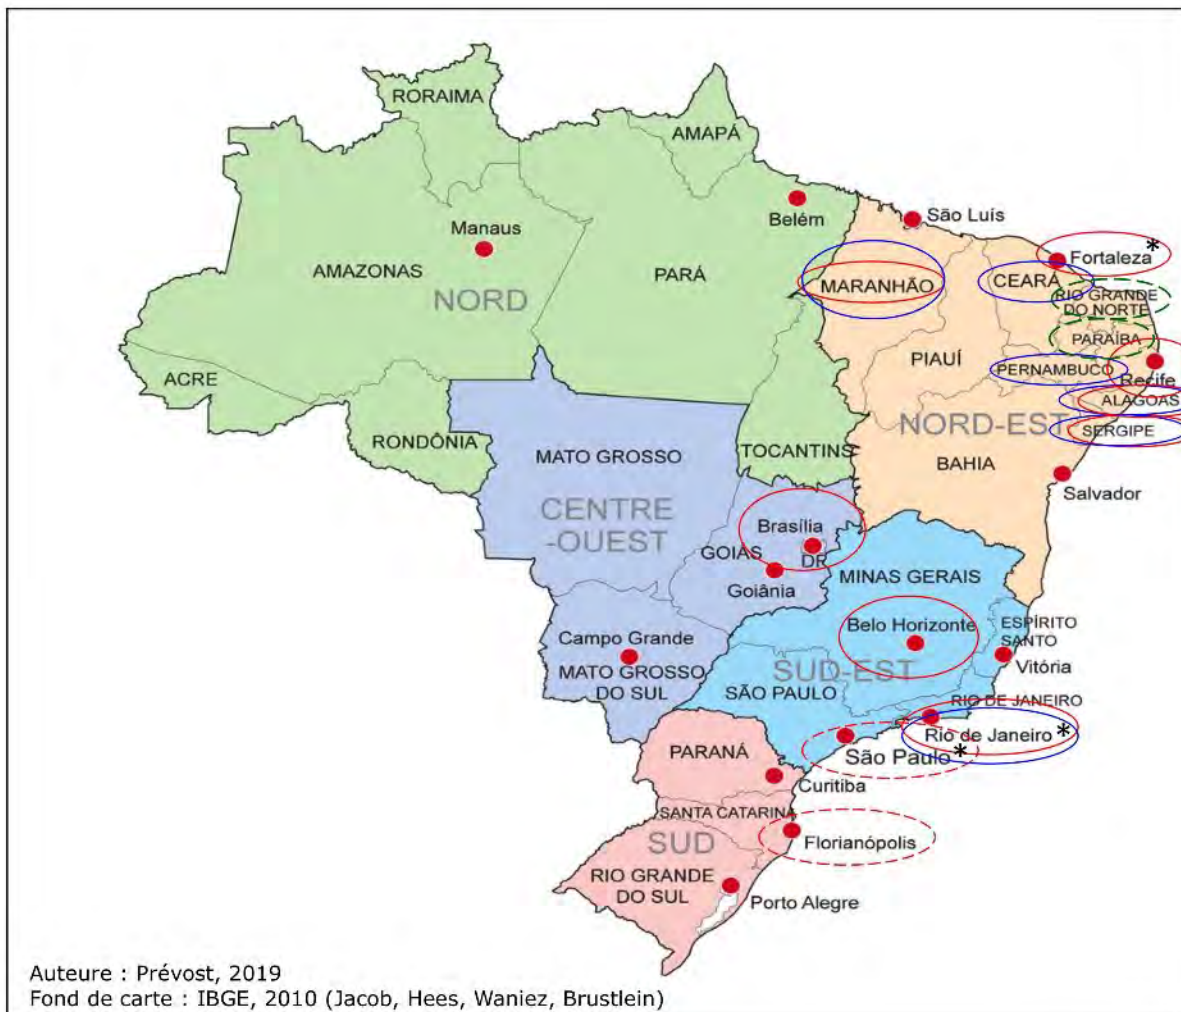 RORAIMA
AMAPÁ
Belém
São Luís
Manaus
Fortaleza*
AMAZONAS
PARÁ
MARANHÃO
CEARÁ
NORD
RIO GRANDE
DO NORTE
PARAÍBA
PIAUÍ
PERNAMBUCO
Recife
ACRE
ALAGOAS
NORD-EST
SERGIPE
RONDÔNIA
TOCANTINS
MATO GROSSO
BAHIA
Salvador
CENTRE
-OUEST
Brasília
GOIÁS
DR
MINAS GERAIS
Goiânia
Belo Horizonte
ESPÍRITO
SANTO
Campo Grande
Vitória
MATO GROSSO
DO SUL
SUD-EST
SÃO PAULO
RIO DE JANEIRO
Rio de Janeiro*
PARANÁ
São Paulo*
Curitiba
SANTA CATARINA
SUD
Florianópolis
RIO GRANDE
DO SUL
Porto Alegre
Auteure : Prévost, 2019
Fond de carte : IBGE, 2010 (Jacob, Hees, Waniez, Brustlein)